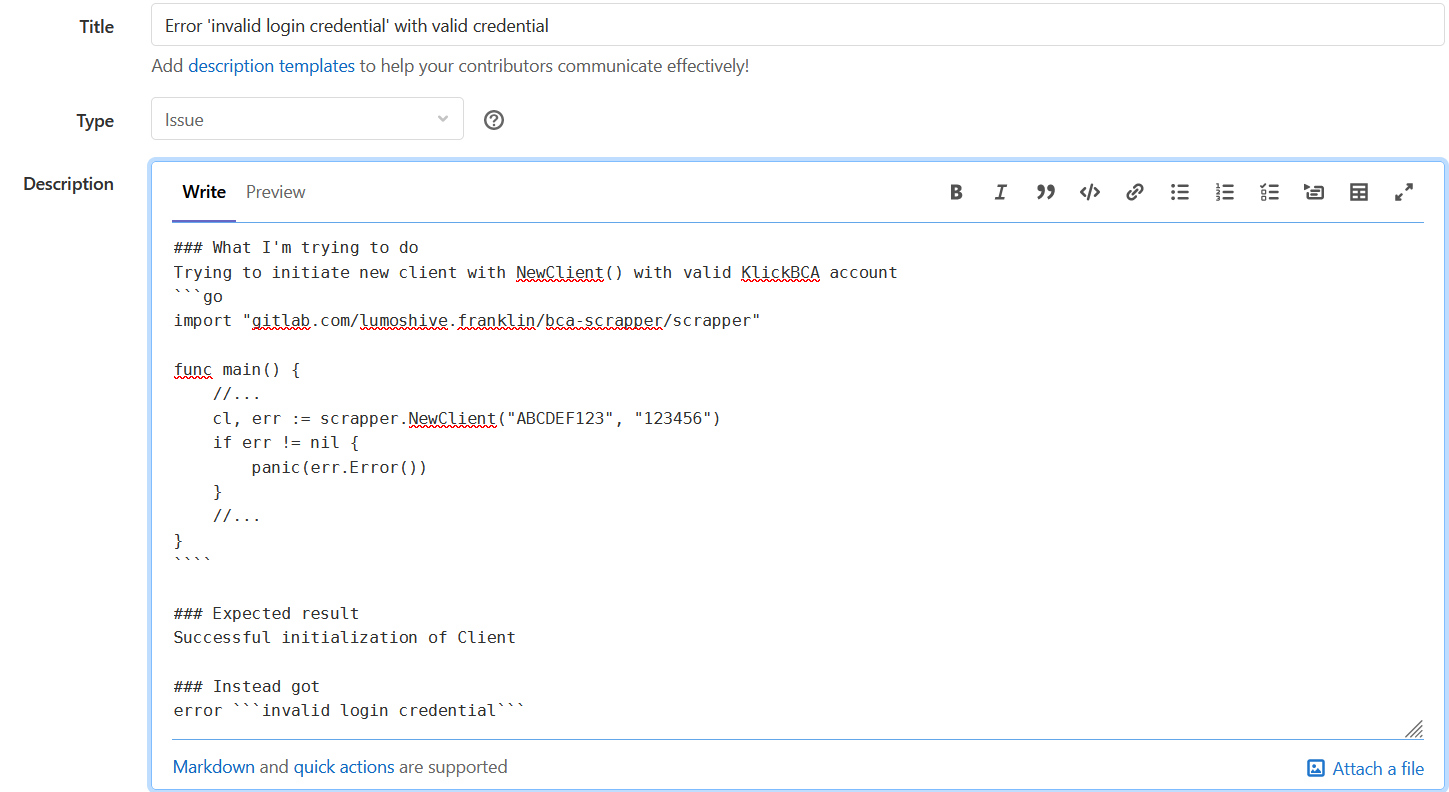 Title
Error 'invalid login credential' with valid credential
Add description templates to help your contributors communicate effectively!
Type
Issue
Description
Write Preview
### What I'm trying to do
Trying to initiate new client with NewClient() with valid KlickBCA account
```go
import "gitlab.com/lumoshive.franklin/bca-scrapper/scrapper"

func main() {
    //...
    cl, err := scrapper.NewClient("ABCDEF123", "123456")
    if err != nil {
        panic(err.Error())
    }
    //...
}
````

### Expected result
Successful initialization of Client

### Instead got
error ```invalid login credential```
Markdown and quick actions are supported
Attach a file